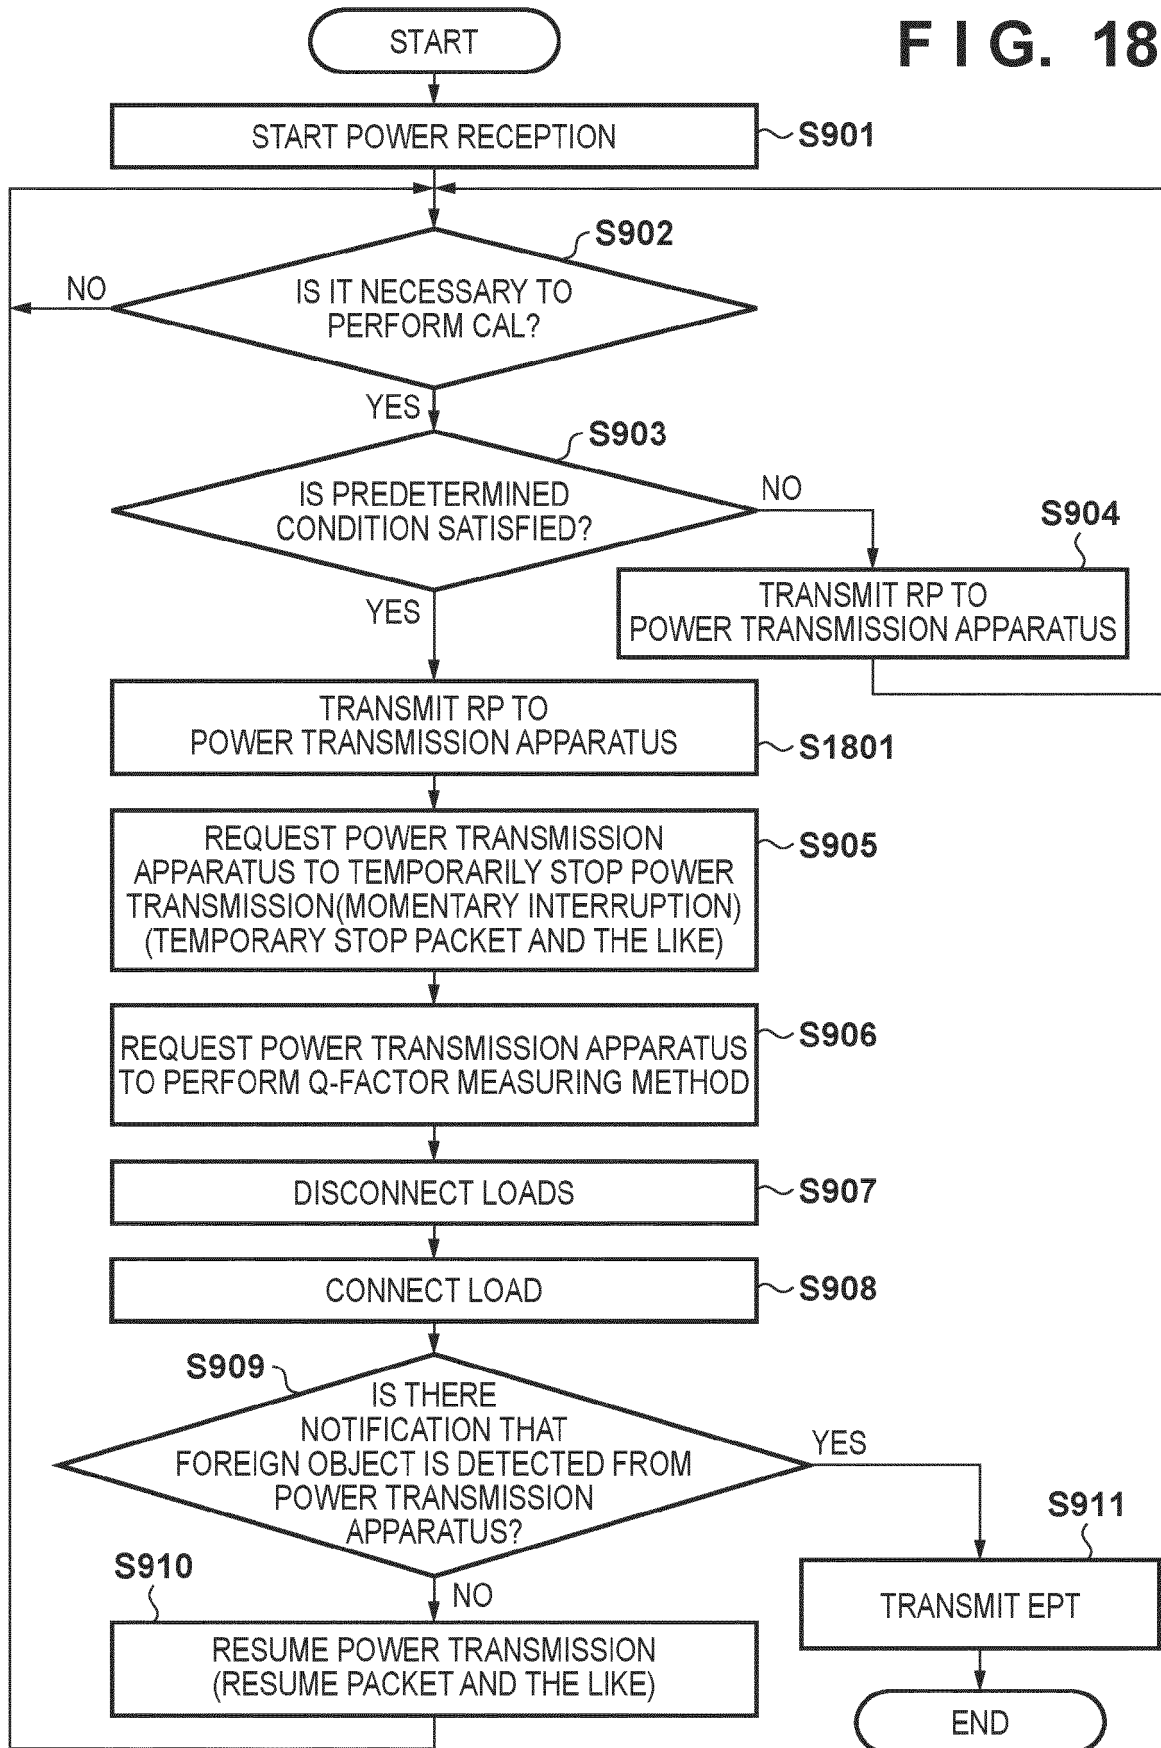 START
F I G. 18
START POWER RECEPTION
S901
S902
NO
IS IT NECESSARY TO
PERFORM CAL?
YES
S903
IS PREDETERMINED
CONDITION SATISFIED?
NO
S904
TRANSMIT RP TO
POWER TRANSMISSION APPARATUS
YES
TRANSMIT RP TO
POWER TRANSMISSION APPARATUS
S1801
REQUEST POWER TRANSMISSION
APPARATUS TO TEMPORARILY STOP POWER
TRANSMISSION(MOMENTARY INTERRUPTION)
(TEMPORARY STOP PACKET AND THE LIKE)
S905
REQUEST POWER TRANSMISSION APPARATUS
TO PERFORM Q-FACTOR MEASURING METHOD
S906
DISCONNECT LOADS
S907
CONNECT LOAD
S908
S909
IS THERE
NOTIFICATION THAT
FOREIGN OBJECT IS DETECTED FROM
POWER TRANSMISSION
APPARATUS?
YES
S911
TRANSMIT EPT
S910
NO
RESUME POWER TRANSMISSION
(RESUME PACKET AND THE LIKE)
END